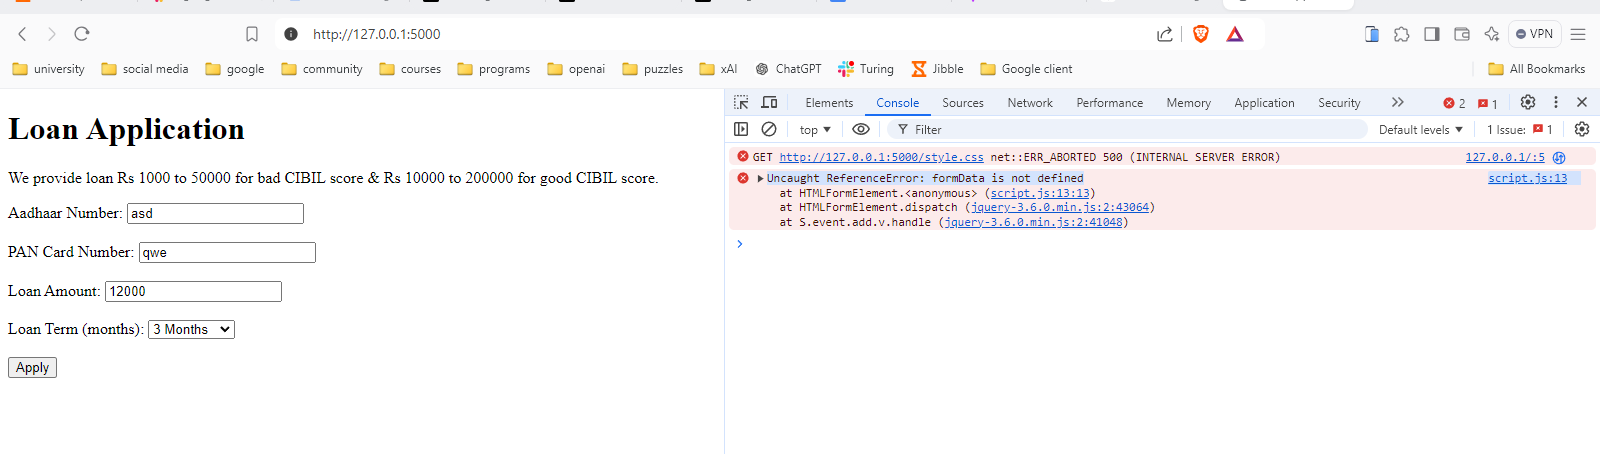 http://127.0.0.1:5000
VPN
university social media google community courses programs openai puzzles xAI ChatGPT Turing Jibble Google client All Bookmarks
Loan Application
We provide loan Rs 1000 to 50000 for bad CIBIL score & Rs 10000 to 200000 for good CIBIL score.
Aadhaar Number: asd
PAN Card Number: qwe
Loan Amount: 12000
Loan Term (months): 3 Months
Apply
Elements Console Sources Network Performance Memory Application Security 2 1
top Filter Default levels 1 Issue: 1
GET http://127.0.0.1:5000/style.css net::ERR_ABORTED 500 (INTERNAL SERVER ERROR) 127.0.0.1/:5
Uncaught ReferenceError: formData is not defined script.js:13
at HTMLFormElement.<anonymous> (script.js:13:13)
at HTMLFormElement.dispatch (jquery-3.6.0.min.js:2:43064)
at S.event.add.v.handle (jquery-3.6.0.min.js:2:41048)